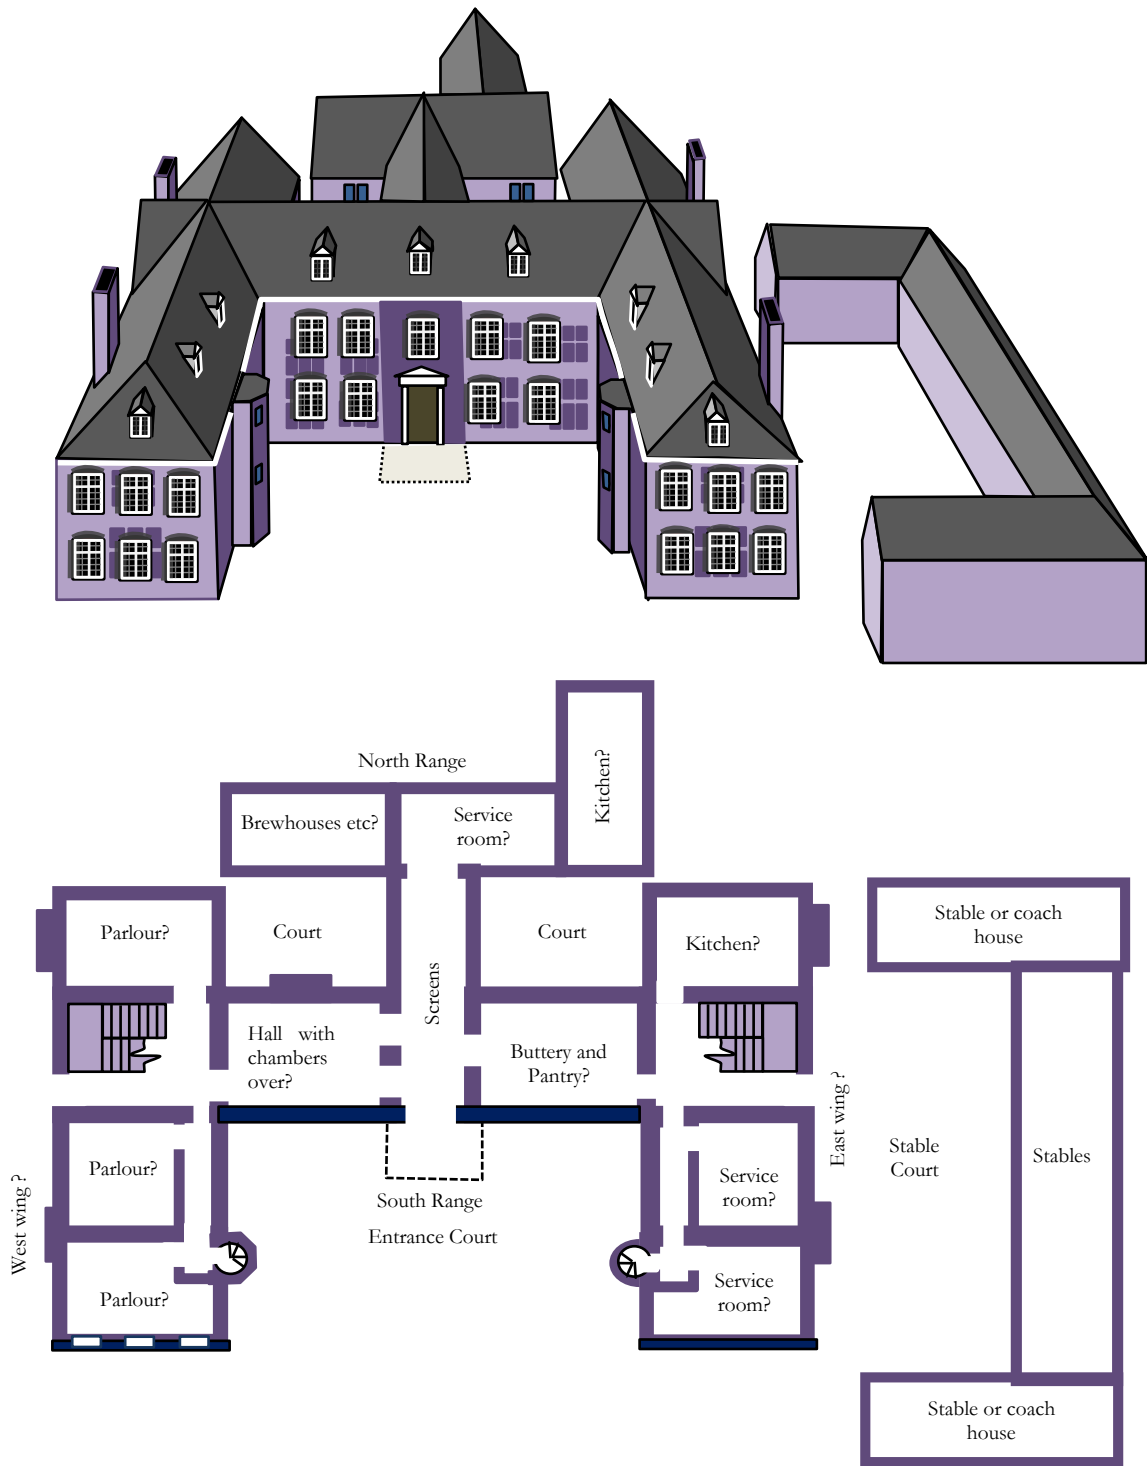 North Range
Kitchen?
Brewhouses etc?
Service
room?
Parlour?
Court
Court
Kitchen?
Stable or coach
house
Screens
Hall with
chambers
over?
Buttery and
Pantry?
East wing ?
Parlour?
Service
room?
Stable
Court
Stables
West wing ?
South Range
Entrance Court
Parlour?
Service
room?
Stable or coach
house